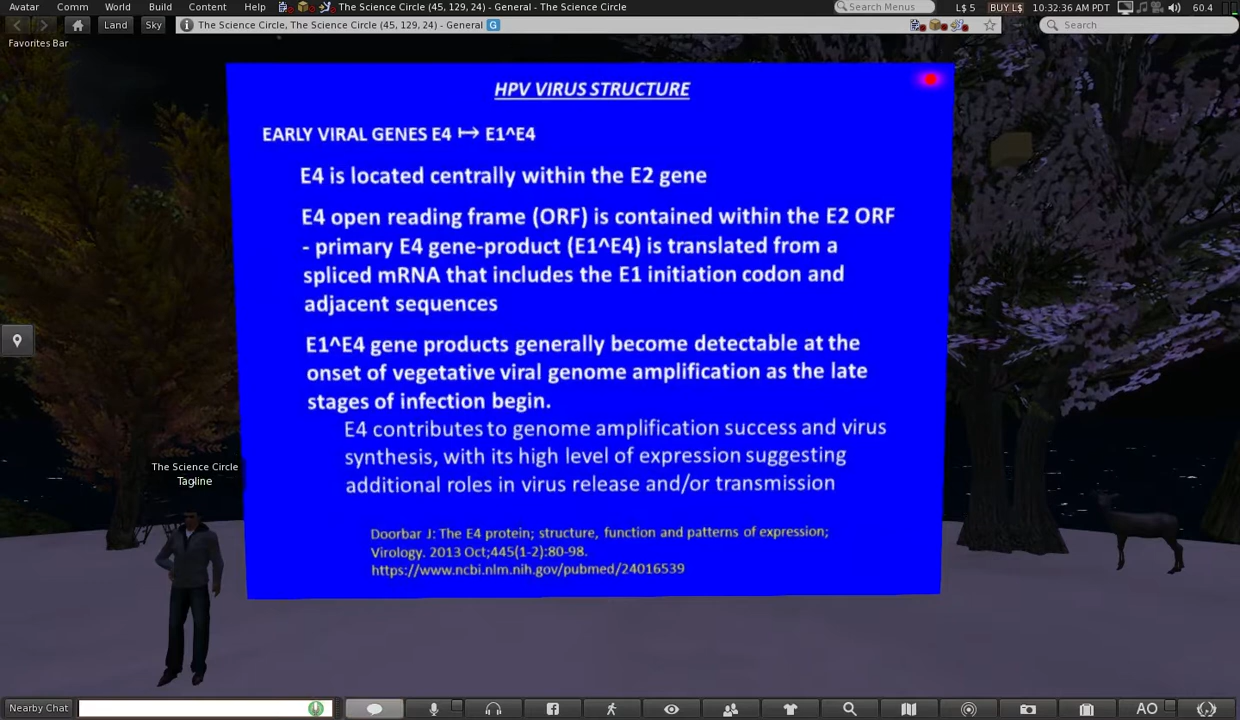 Avatar Comm World Build Content Help The Science Circle, The Science Circle (45, 129, 24) - General - The Science Circle Search Menus L$ 5 BUY L$ 10:32:36 AM PDT 60.4
Land Sky The Science Circle, The Science Circle (45, 129, 24) - General G Search
Favorites Bar
HPV VIRUS STRUCTURE
EARLY VIRAL GENES E4 ↦ E1^E4
E4 is located centrally within the E2 gene
E4 open reading frame (ORF) is contained within the E2 ORF
- primary E4 gene-product (E1^E4) is translated from a
spliced mRNA that includes the E1 initiation codon and
adjacent sequences
E1^E4 gene products generally become detectable at the
onset of vegetative viral genome amplification as the late
stages of infection begin.
E4 contributes to genome amplification success and virus
synthesis, with its high level of expression suggesting
additional roles in virus release and/or transmission
Doorbar J: The E4 protein; structure, function and patterns of expression;
Virology. 2013 Oct;445(1-2):80-98.
https://www.ncbi.nlm.nih.gov/pubmed/24016539
The Science Circle
Tagline
Nearby Chat AO